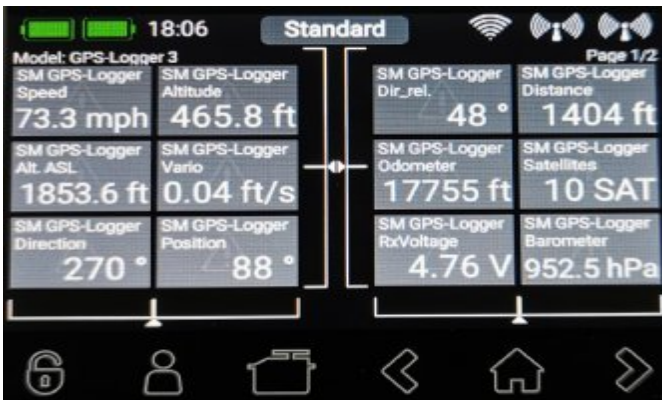 18:06 Standard
Model: GPS-Logger 3 Page 1/2
SM GPS-Logger SM GPS-Logger SM GPS-Logger SM GPS-Logger
Speed Altitude Dir_rel. Distance
73.3 mph 465.8 ft 48 ° 1404 ft
SM GPS-Logger SM GPS-Logger SM GPS-Logger SM GPS-Logger
Alt. ASL Vario Odometer Satellites
1853.6 ft 0.04 ft/s 17755 ft 10 SAT
SM GPS-Logger SM GPS-Logger SM GPS-Logger SM GPS-Logger
Direction Position RxVoltage Barometer
270 ° 88 ° 4.76 V 952.5 hPa